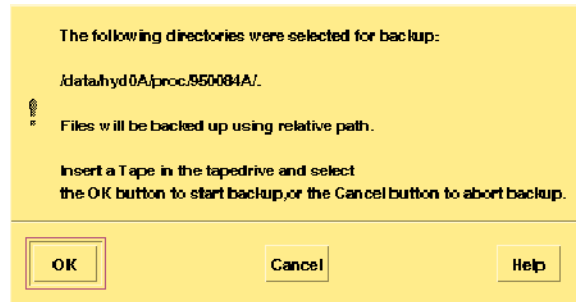 The following directories were selected for backup:
/data/hyd0A/proc/950084A/.
Files will be backed up using relative path.
Insert a Tape in the tapedrive and select
the OK button to start backup,or the Cancel button to abort backup.
OK
Cancel
Help